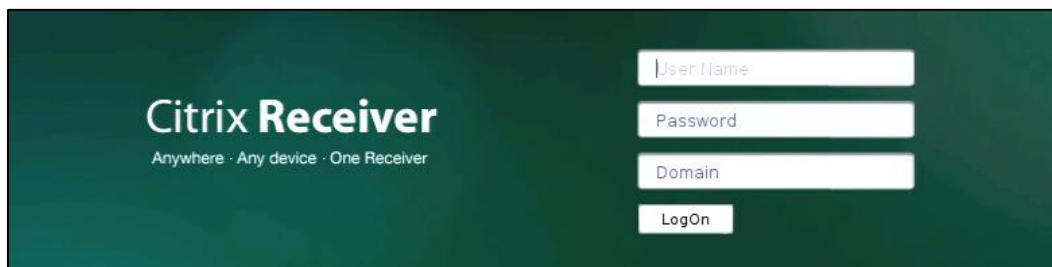 Citrix Receiver
Anywhere · Any device · One Receiver
User Name
Password
Domain
LogOn